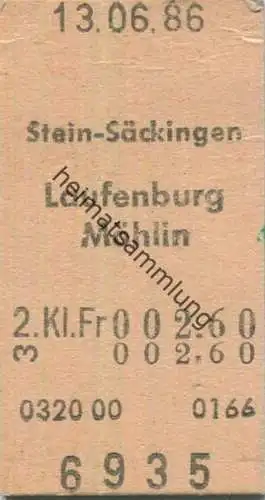 13.06.86
Stein-Säckingen
Laufenburg
Möhlin
heimatsammlung.de
2.Kl.Fr 002.60
3 002.60
0320 00 0166
6935